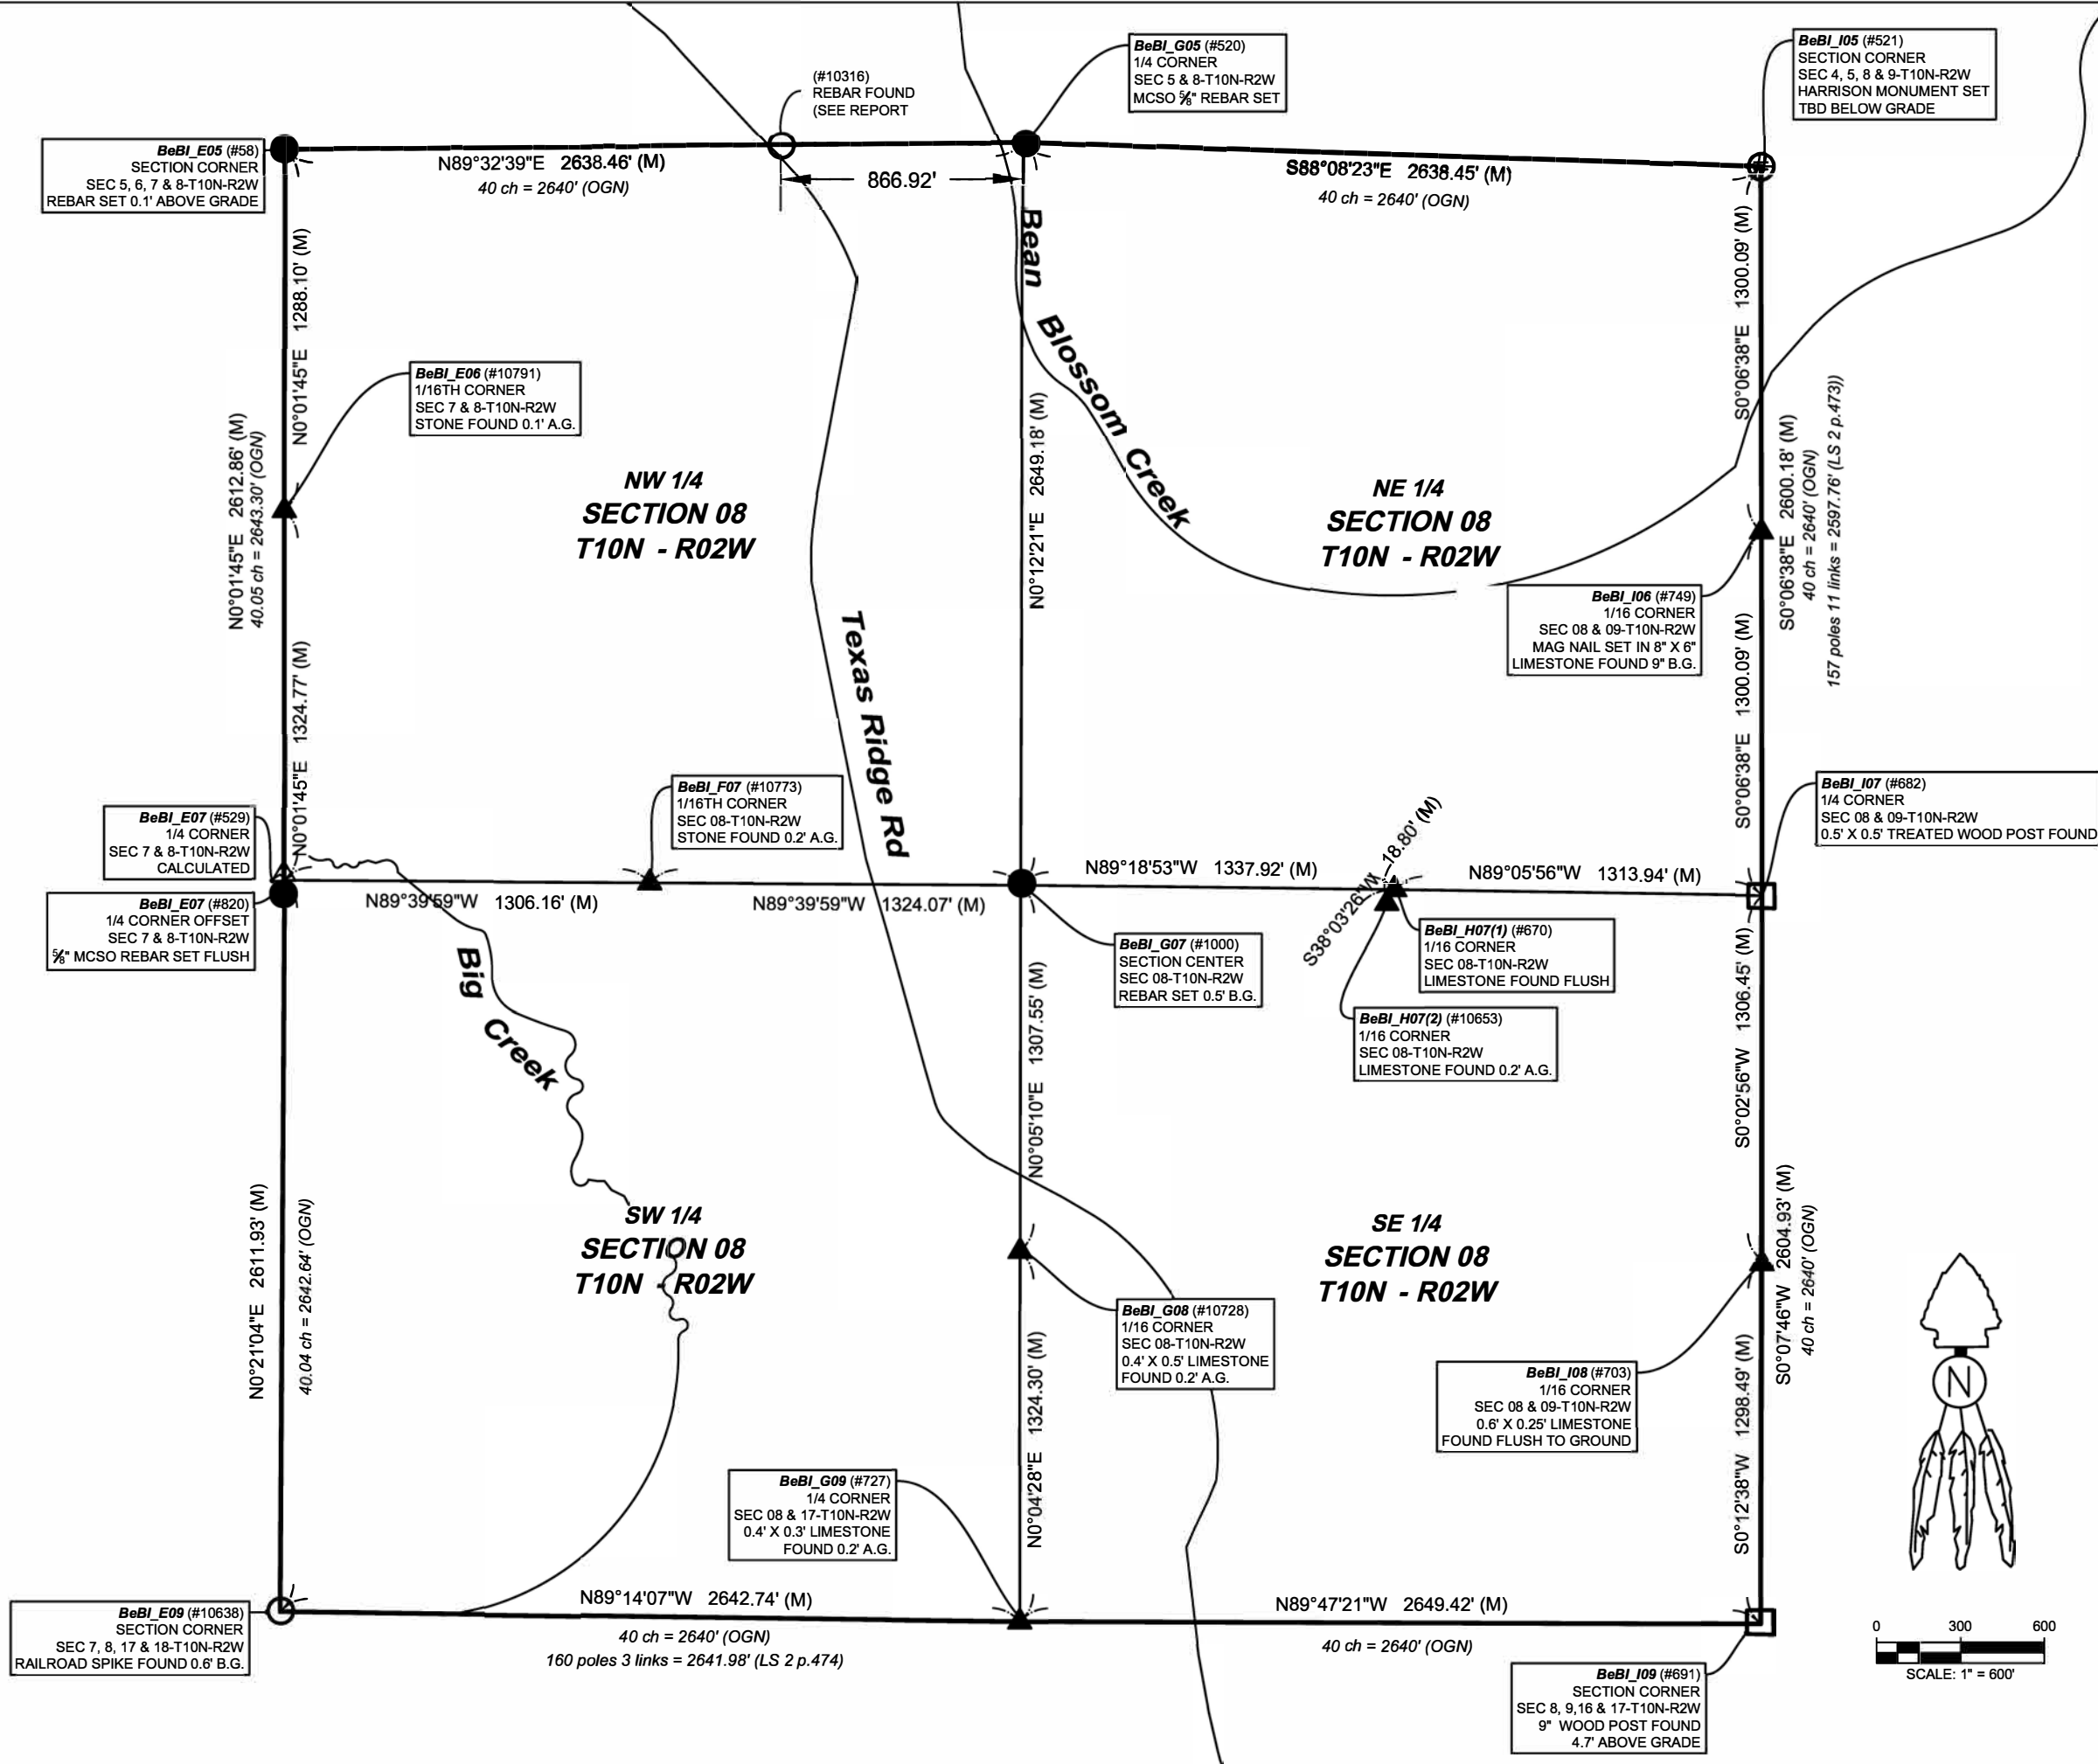 BeBI_G05 (#520)
1/4 CORNER
SEC 5 & 8-T10N-R2W
MCSO ⅝" REBAR SET
BeBI_I05 (#521)
SECTION CORNER
SEC 4, 5, 8 & 9-T10N-R2W
HARRISON MONUMENT SET
TBD BELOW GRADE
(#10316)
REBAR FOUND
(SEE REPORT
BeBI_E05 (#58)
SECTION CORNER
SEC 5, 6, 7 & 8-T10N-R2W
REBAR SET 0.1' ABOVE GRADE
N89°32'39"E 2638.46' (M)
40 ch = 2640' (OGN)
866.92'
S88°08'23"E 2638.45' (M)
40 ch = 2640' (OGN)
N0°01'45"E 1288.10' (M)
BeBI_E06 (#10791)
1/16TH CORNER
SEC 7 & 8-T10N-R2W
STONE FOUND 0.1' A.G.
N0°01'45"E 2612.86' (M)
40.05 ch = 2643.30' (OGN)
N0°01'45"E 1324.77' (M)
NW 1/4
SECTION 08
T10N - R02W
Bean Blossom Creek
N0°12'21"E 2649.18' (M)
NE 1/4
SECTION 08
T10N - R02W
S0°06'38"E 1300.09' (M)
S0°06'38"E 2600.18' (M)
40 ch = 2640' (OGN)
157 poles 11 links = 2597.76' (LS 2 p.473))
BeBI_I06 (#749)
1/16 CORNER
SEC 08 & 09-T10N-R2W
MAG NAIL SET IN 8" X 6"
LIMESTONE FOUND 9" B.G.
S0°06'38"E 1300.09' (M)
Texas Ridge Rd
BeBI_F07 (#10773)
1/16TH CORNER
SEC 08-T10N-R2W
STONE FOUND 0.2' A.G.
BeBI_E07 (#529)
1/4 CORNER
SEC 7 & 8-T10N-R2W
CALCULATED
BeBI_E07 (#820)
1/4 CORNER OFFSET
SEC 7 & 8-T10N-R2W
⅝" MCSO REBAR SET FLUSH
N89°39'59"W 1306.16' (M)
N89°39'59"W 1324.07' (M)
N89°18'53"W 1337.92' (M)
S38°03'26"W 18.80' (M)
N89°05'56"W 1313.94' (M)
BeBI_I07 (#682)
1/4 CORNER
SEC 08 & 09-T10N-R2W
0.5' X 0.5' TREATED WOOD POST FOUND
BeBI_G07 (#1000)
SECTION CENTER
SEC 08-T10N-R2W
REBAR SET 0.5' B.G.
BeBI_H07(1) (#670)
1/16 CORNER
SEC 08-T10N-R2W
LIMESTONE FOUND FLUSH
BeBI_H07(2) (#10653)
1/16 CORNER
SEC 08-T10N-R2W
LIMESTONE FOUND 0.2' A.G.
Big Creek
N0°05'10"E 1307.55' (M)
S0°02'56"W 1306.45' (M)
N0°21'04"E 2611.93' (M)
40.04 ch = 2642.64' (OGN)
SW 1/4
SECTION 08
T10N - R02W
SE 1/4
SECTION 08
T10N - R02W
S0°07'46"W 2604.93' (M)
40 ch = 2640' (OGN)
BeBI_G08 (#10728)
1/16 CORNER
SEC 08-T10N-R2W
0.4' X 0.5' LIMESTONE
FOUND 0.2' A.G.
BeBI_I08 (#703)
1/16 CORNER
SEC 08 & 09-T10N-R2W
0.6' X 0.25' LIMESTONE
FOUND FLUSH TO GROUND
N0°04'28"E 1324.30' (M)
S0°12'38"W 1298.49' (M)
N
BeBI_G09 (#727)
1/4 CORNER
SEC 08 & 17-T10N-R2W
0.4' X 0.3' LIMESTONE
FOUND 0.2' A.G.
BeBI_E09 (#10638)
SECTION CORNER
SEC 7, 8, 17 & 18-T10N-R2W
RAILROAD SPIKE FOUND 0.6' B.G.
N89°14'07"W 2642.74' (M)
40 ch = 2640' (OGN)
160 poles 3 links = 2641.98' (LS 2 p.474)
N89°47'21"W 2649.42' (M)
40 ch = 2640' (OGN)
BeBI_I09 (#691)
SECTION CORNER
SEC 8, 9,16 & 17-T10N-R2W
9" WOOD POST FOUND
4.7' ABOVE GRADE
0 300 600
SCALE: 1" = 600'